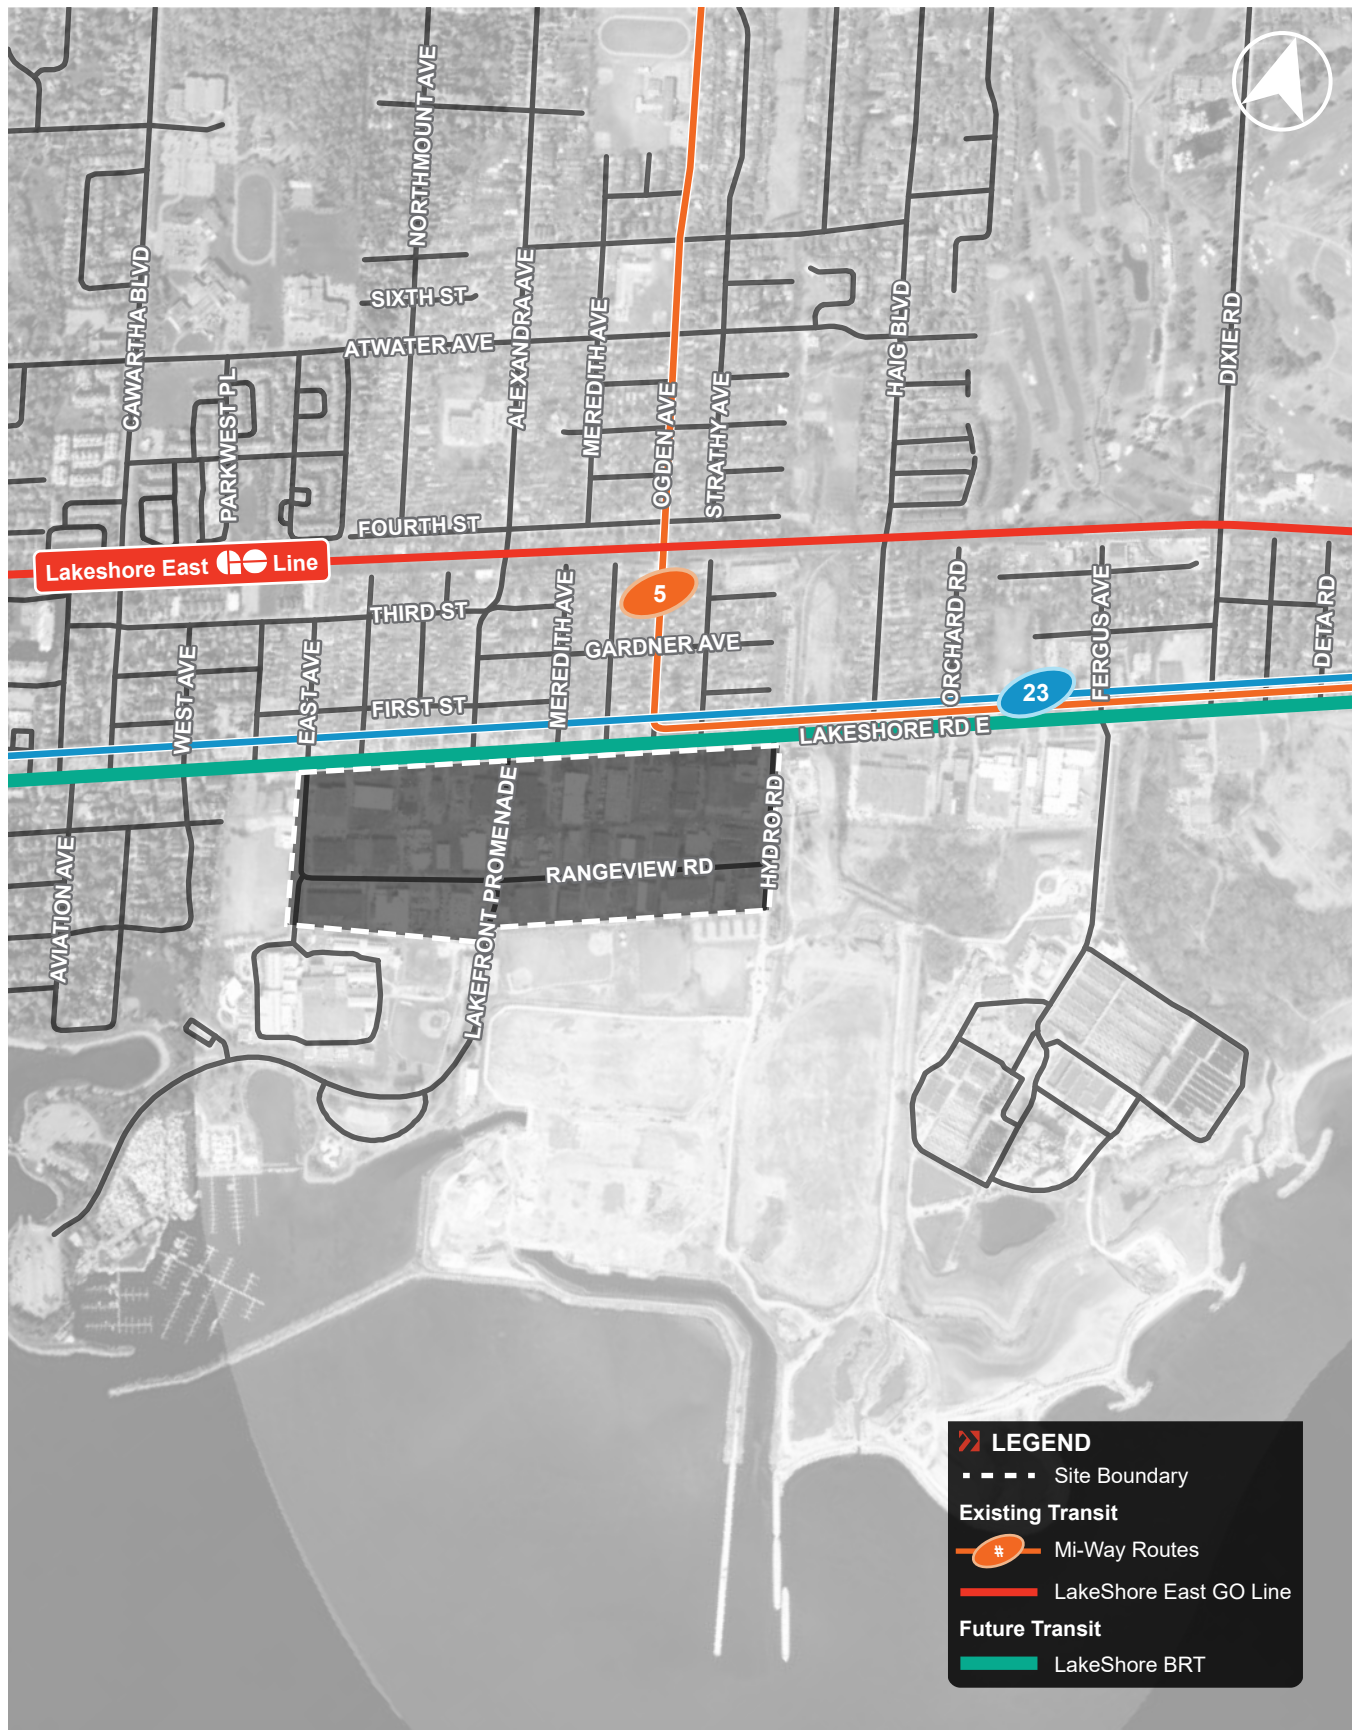 NORTHMOUNT AVE
CAWARTHA BLVD
SIXTH ST
ALEXANDRA AVE
MEREDITH AVE
HAIG BLVD
DIXIE RD
ATWATER AVE
PARKWEST PL
OGDEN AVE
STRATHY AVE
FOURTH ST
Lakeshore East GO Line
5
THIRD ST
MEREDITH AVE
GARDNER AVE
ORCHARD RD
FERGUS AVE
DETA RD
WEST AVE
EAST AVE
FIRST ST
23
LAKESHORE RD E
LAKEFRONT PROMENADE
HYDRO RD
RANGEVIEW RD
AVIATION AVE
LEGEND
Site Boundary
Existing Transit
# Mi-Way Routes
LakeShore East GO Line
Future Transit
LakeShore BRT